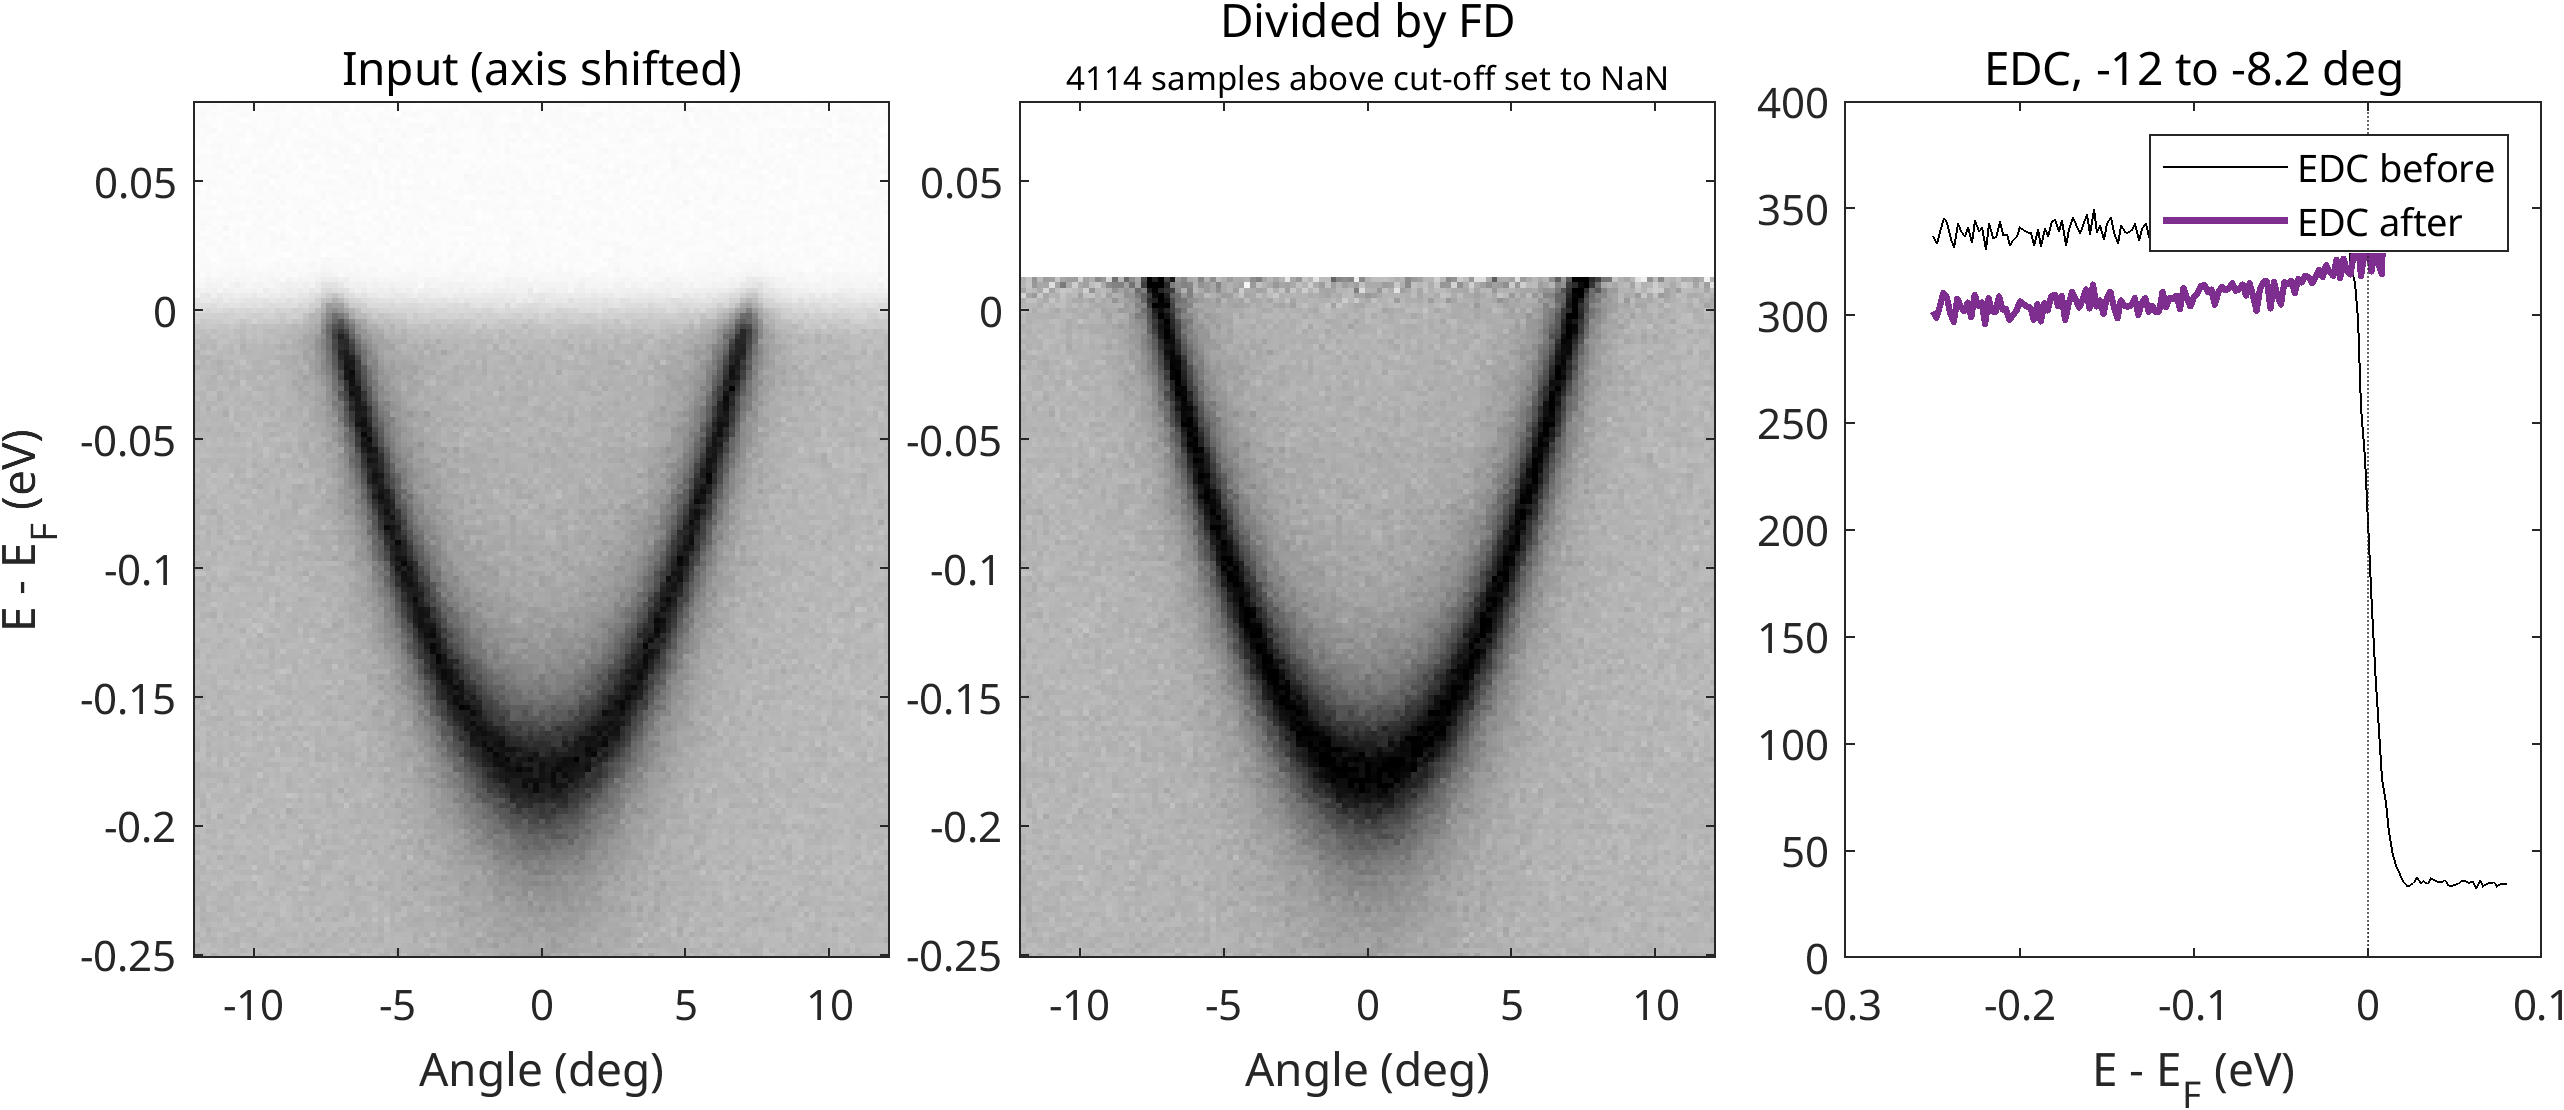 Input (axis shifted)
0.05
0
-0.05
-0.1
-0.15
-0.2
-0.25
-10 -5 0 5 10
Angle (deg)
E - E_F (eV)
Divided by FD
4114 samples above cut-off set to NaN
0.05
0
-0.05
-0.1
-0.15
-0.2
-0.25
-10 -5 0 5 10
Angle (deg)
EDC, -12 to -8.2 deg
400
350
300
250
200
150
100
50
0
EDC before
EDC after
-0.3 -0.2 -0.1 0 0.1
E - E_F (eV)